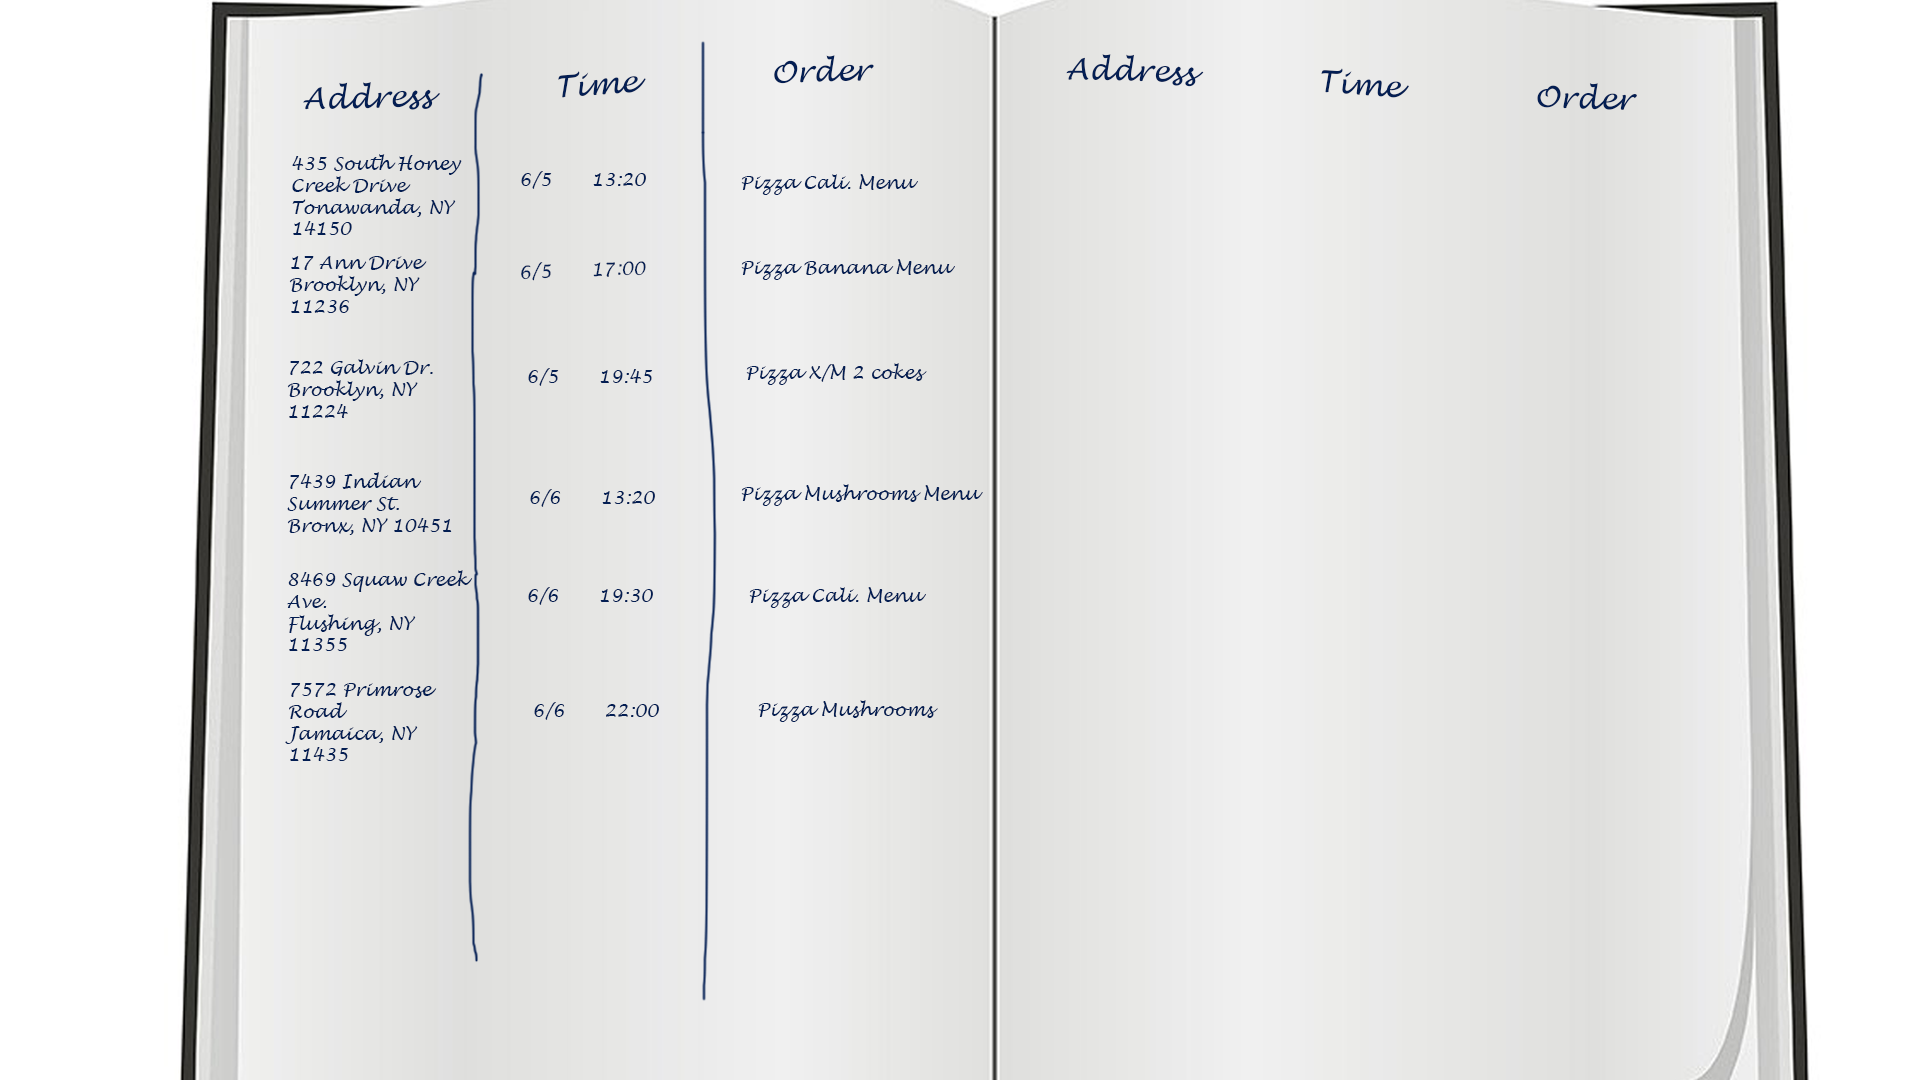 Address Time Order
435 South Honey
Creek Drive
Tonawanda, NY
14150
6/5 13:20
Pizza Cali. Menu
17 Ann Drive
Brooklyn, NY
11236
6/5 17:00
Pizza Banana Menu
722 Galvin Dr.
Brooklyn, NY
11224
6/5 19:45
Pizza X/M 2 cokes
7439 Indian
Summer St.
Bronx, NY 10451
6/6 13:20
Pizza Mushrooms Menu
8469 Squaw Creek
Ave.
Flushing, NY
11355
6/6 19:30
Pizza Cali. Menu
7572 Primrose
Road
Jamaica, NY
11435
6/6 22:00
Pizza Mushrooms
Address Time Order